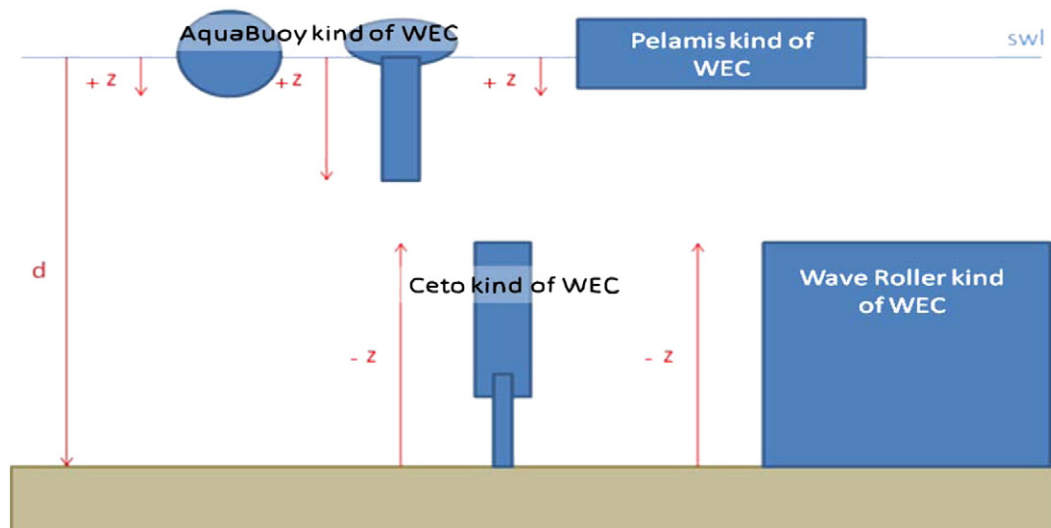 AquaBuoy kind of WEC
Pelamis kind of
WEC
swl
+ z
+ z
+ z
d
Ceto kind of WEC
Wave Roller kind
of WEC
- z
- z